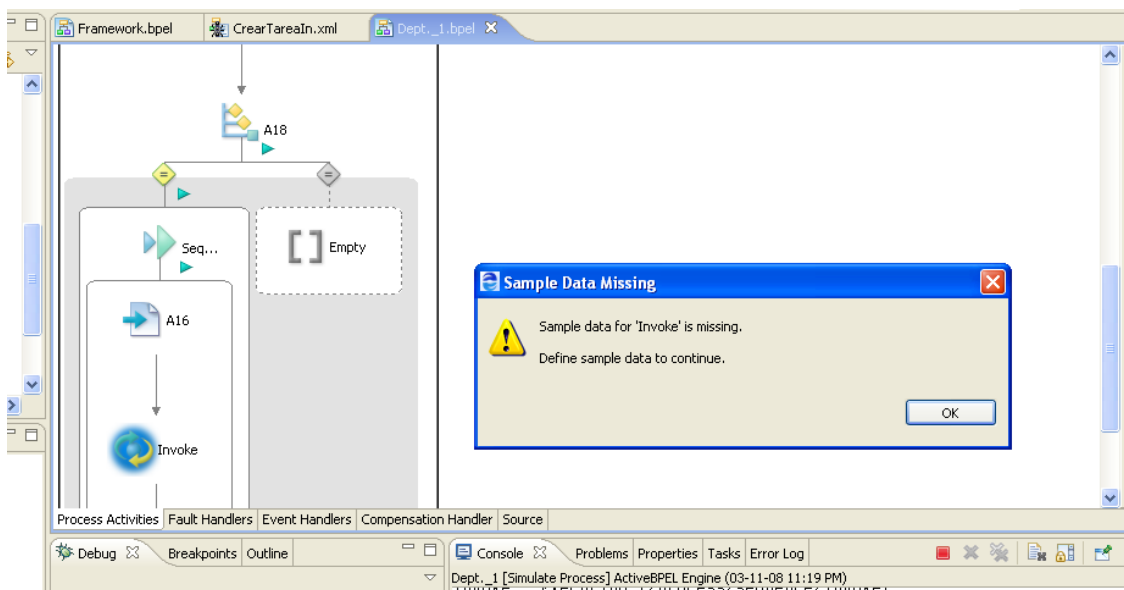 Framework.bpel CrearTareaIn.xml Dept._1.bpel
A18
=
=
Seq...
Empty
A16
Invoke
Sample Data Missing
Sample data for 'Invoke' is missing.
Define sample data to continue.
OK
Process Activities Fault Handlers Event Handlers Compensation Handler Source
Debug Breakpoints Outline
Console Problems Properties Tasks Error Log
Dept._1 [Simulate Process] ActiveBPEL Engine (03-11-08 11:19 PM)